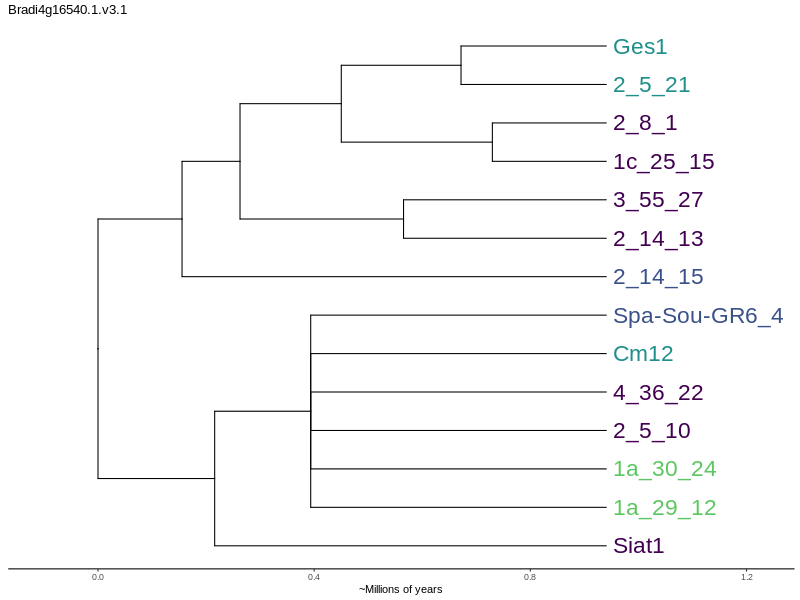 Bradi4g16540.1.v3.1
Ges1
2_5_21
2_8_1
1c_25_15
3_55_27
2_14_13
2_14_15
Spa-Sou-GR6_4
Cm12
4_36_22
2_5_10
1a_30_24
1a_29_12
Siat1
0.0 0.4 0.8 1.2
~Millions of years